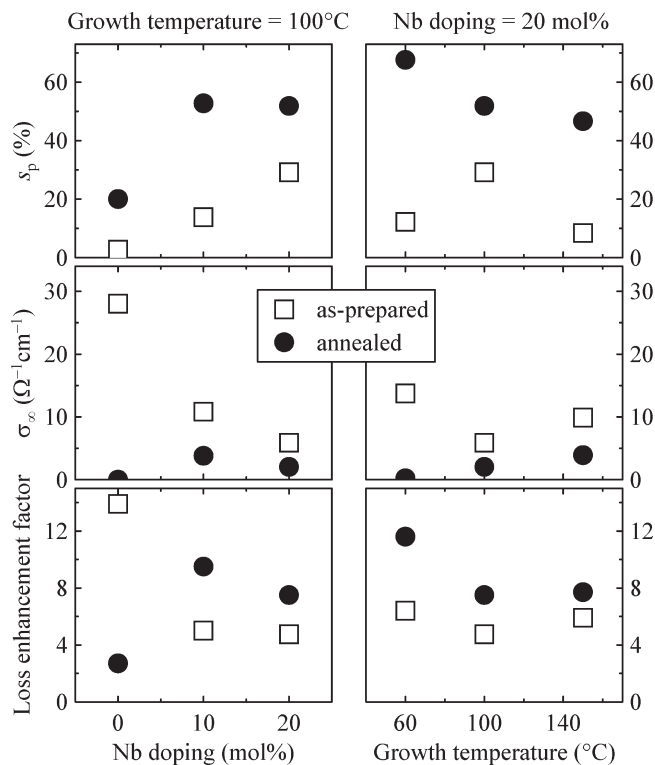 Growth temperature = 100°C
Nb doping = 20 mol%
sₚ (%)
60
40
20
0
60
40
20
0
as-prepared
annealed
σ∞ (Ω⁻¹cm⁻¹)
30
20
10
0
30
20
10
0
Loss enhancement factor
12
8
4
0
12
8
4
0
0 10 20
Nb doping (mol%)
60 100 140
Growth temperature (°C)